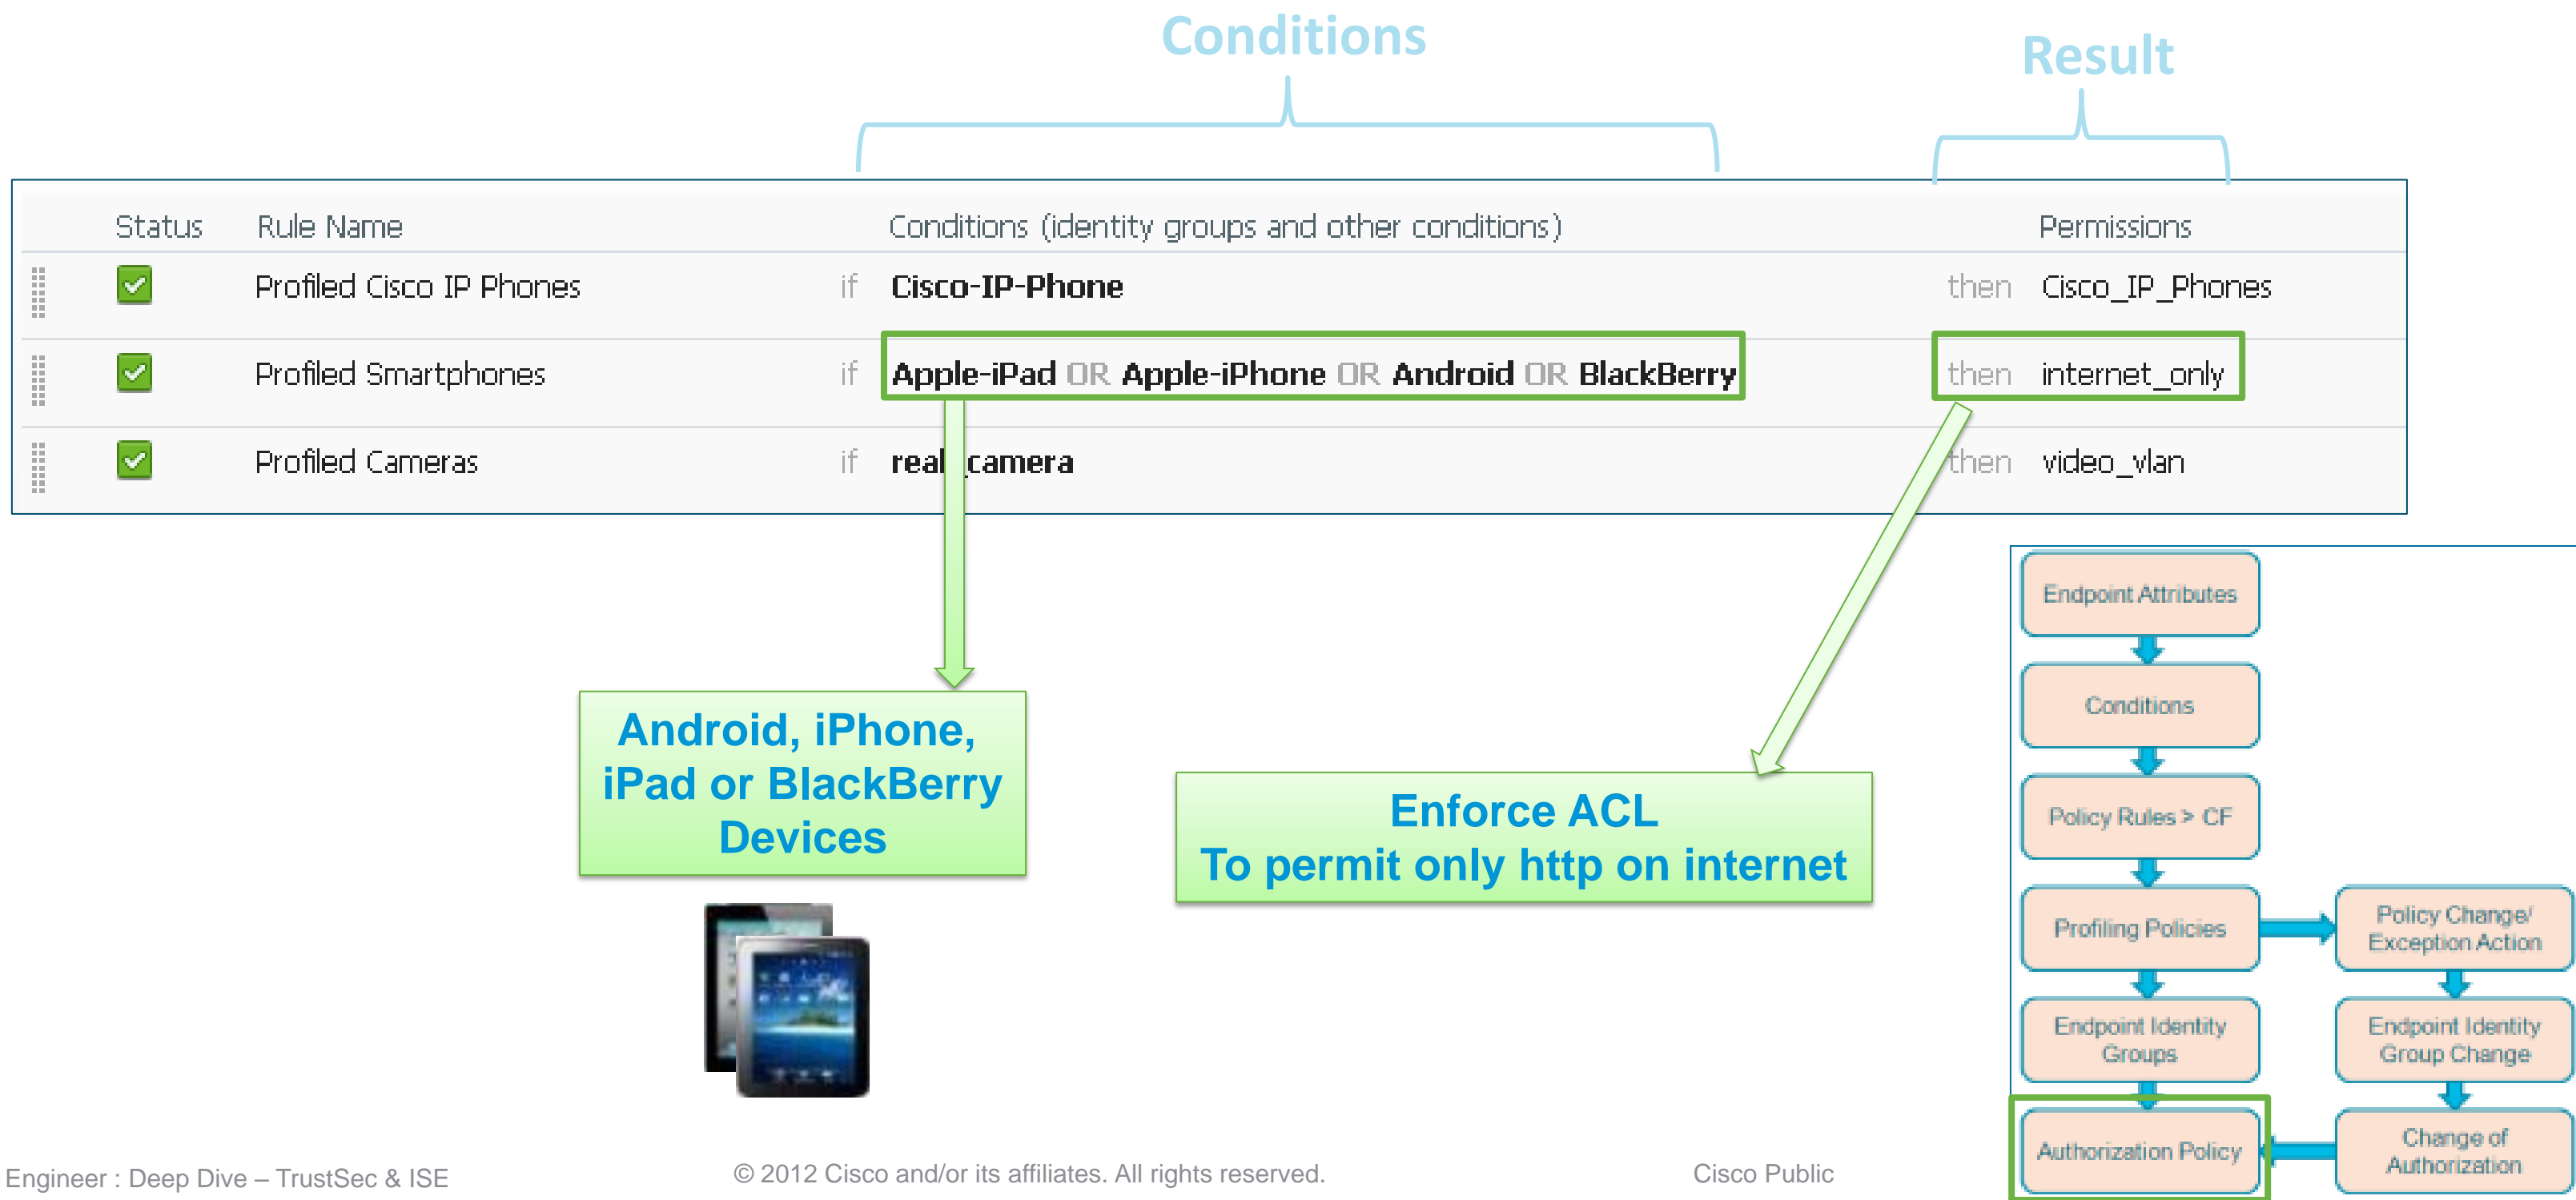 Conditions
Result
Status Rule Name Conditions (identity groups and other conditions) Permissions
Profiled Cisco IP Phones if Cisco-IP-Phone then Cisco_IP_Phones
Profiled Smartphones if Apple-iPad OR Apple-iPhone OR Android OR BlackBerry then internet_only
Profiled Cameras if real_camera then video_vlan
Android, iPhone,
iPad or BlackBerry
Devices
Enforce ACL
To permit only http on internet
Endpoint Attributes
Conditions
Policy Rules > CF
Profiling Policies
Policy Change/
Exception Action
Endpoint Identity
Groups
Endpoint Identity
Group Change
Authorization Policy
Change of
Authorization
Engineer : Deep Dive – TrustSec & ISE
© 2012 Cisco and/or its affiliates. All rights reserved.
Cisco Public